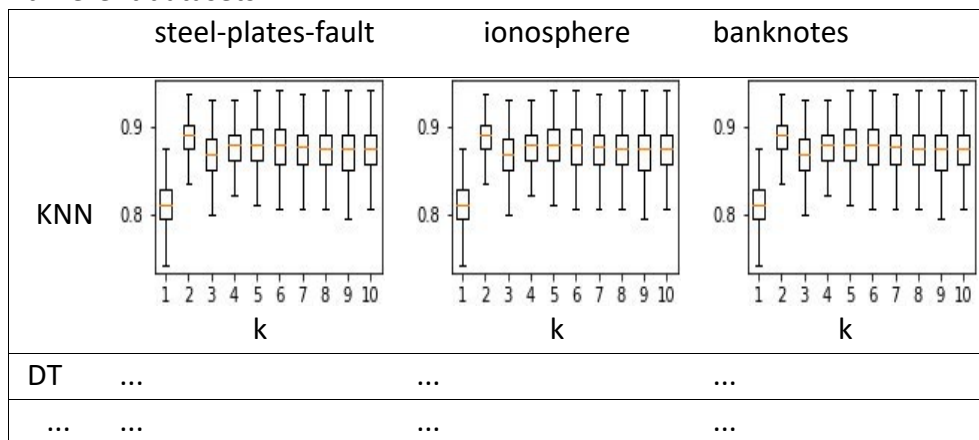 steel-plates-fault ionosphere banknotes
KNN
0.9 0.9 0.9
0.8 0.8 0.8
1 2 3 4 5 6 7 8 9 10 1 2 3 4 5 6 7 8 9 10 1 2 3 4 5 6 7 8 9 10
k k k
DT ... ... ...
... ... ... ...